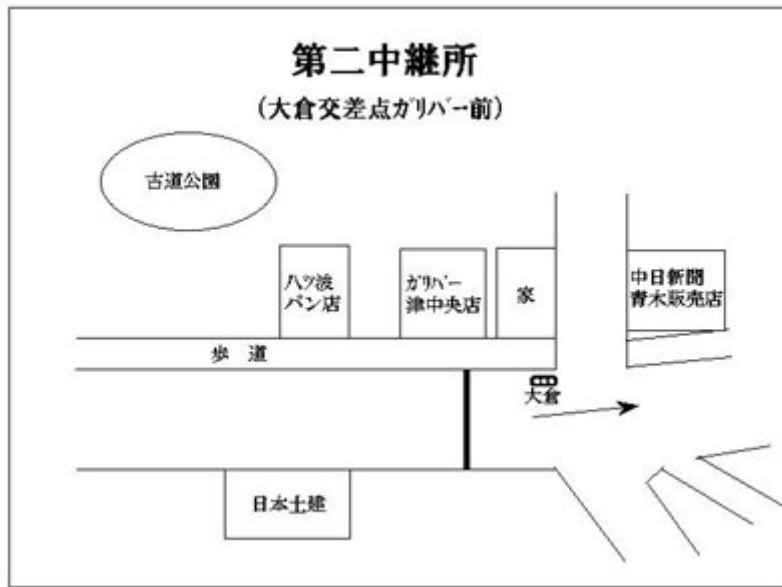 第二中継所
(大倉交差点ガリバー前)
古道公園
八ツ波
パン店
ガリバー
津中央店
家
中日新聞
青木販売店
歩 道
大倉
日本土建